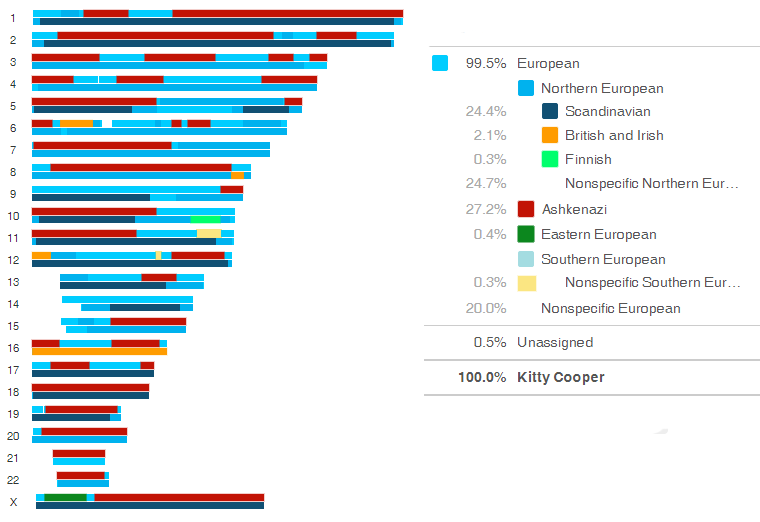 1
2
3
4
5
6
7
8
9
10
11
12
13
14
15
16
17
18
19
20
21
22
X
99.5% European
Northern European
24.4% Scandinavian
2.1% British and Irish
0.3% Finnish
24.7% Nonspecific Northern Eur...
27.2% Ashkenazi
0.4% Eastern European
Southern European
0.3% Nonspecific Southern Eur...
20.0% Nonspecific European
0.5% Unassigned
100.0% Kitty Cooper